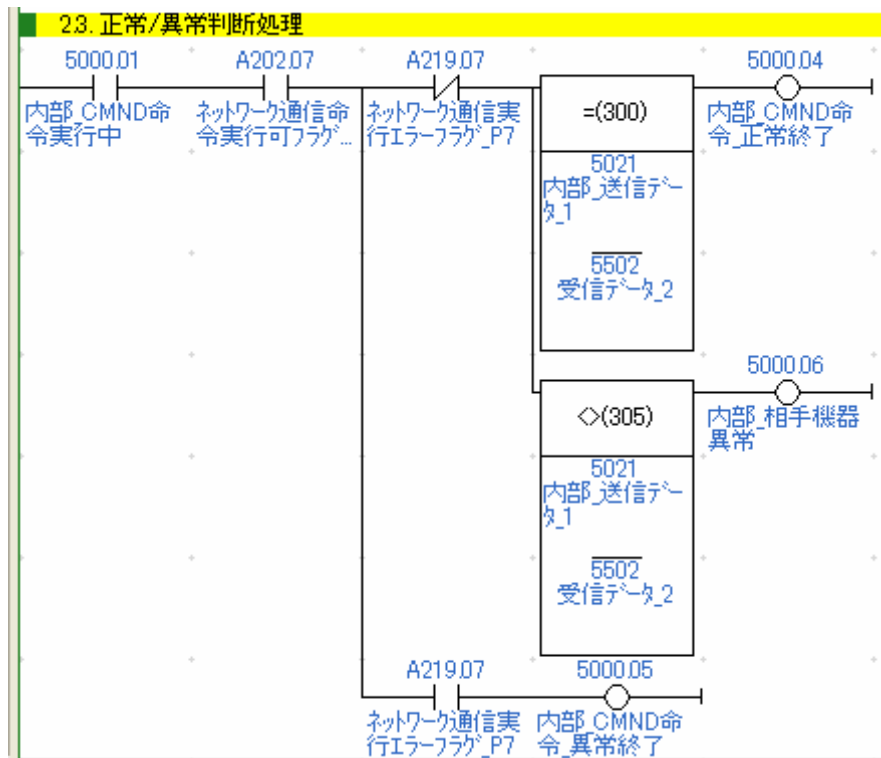 2.3. 正常/異常判断処理
5000.01 A202.07 A219.07 5000.04
内部_CMND命
令実行中
ネットワーク通信命
令実行可フラグ...
ネットワーク通信実
行エラーフラグ_P7
=(300)
内部_CMND命
令_正常終了
5021
内部_送信デー
タ_1
5502
受信データ_2
5000.06
<>(305)
内部_相手機器
異常
5021
内部_送信デー
タ_1
5502
受信データ_2
A219.07 5000.05
ネットワーク通信実
行エラーフラグ_P7
内部_CMND命
令_異常終了